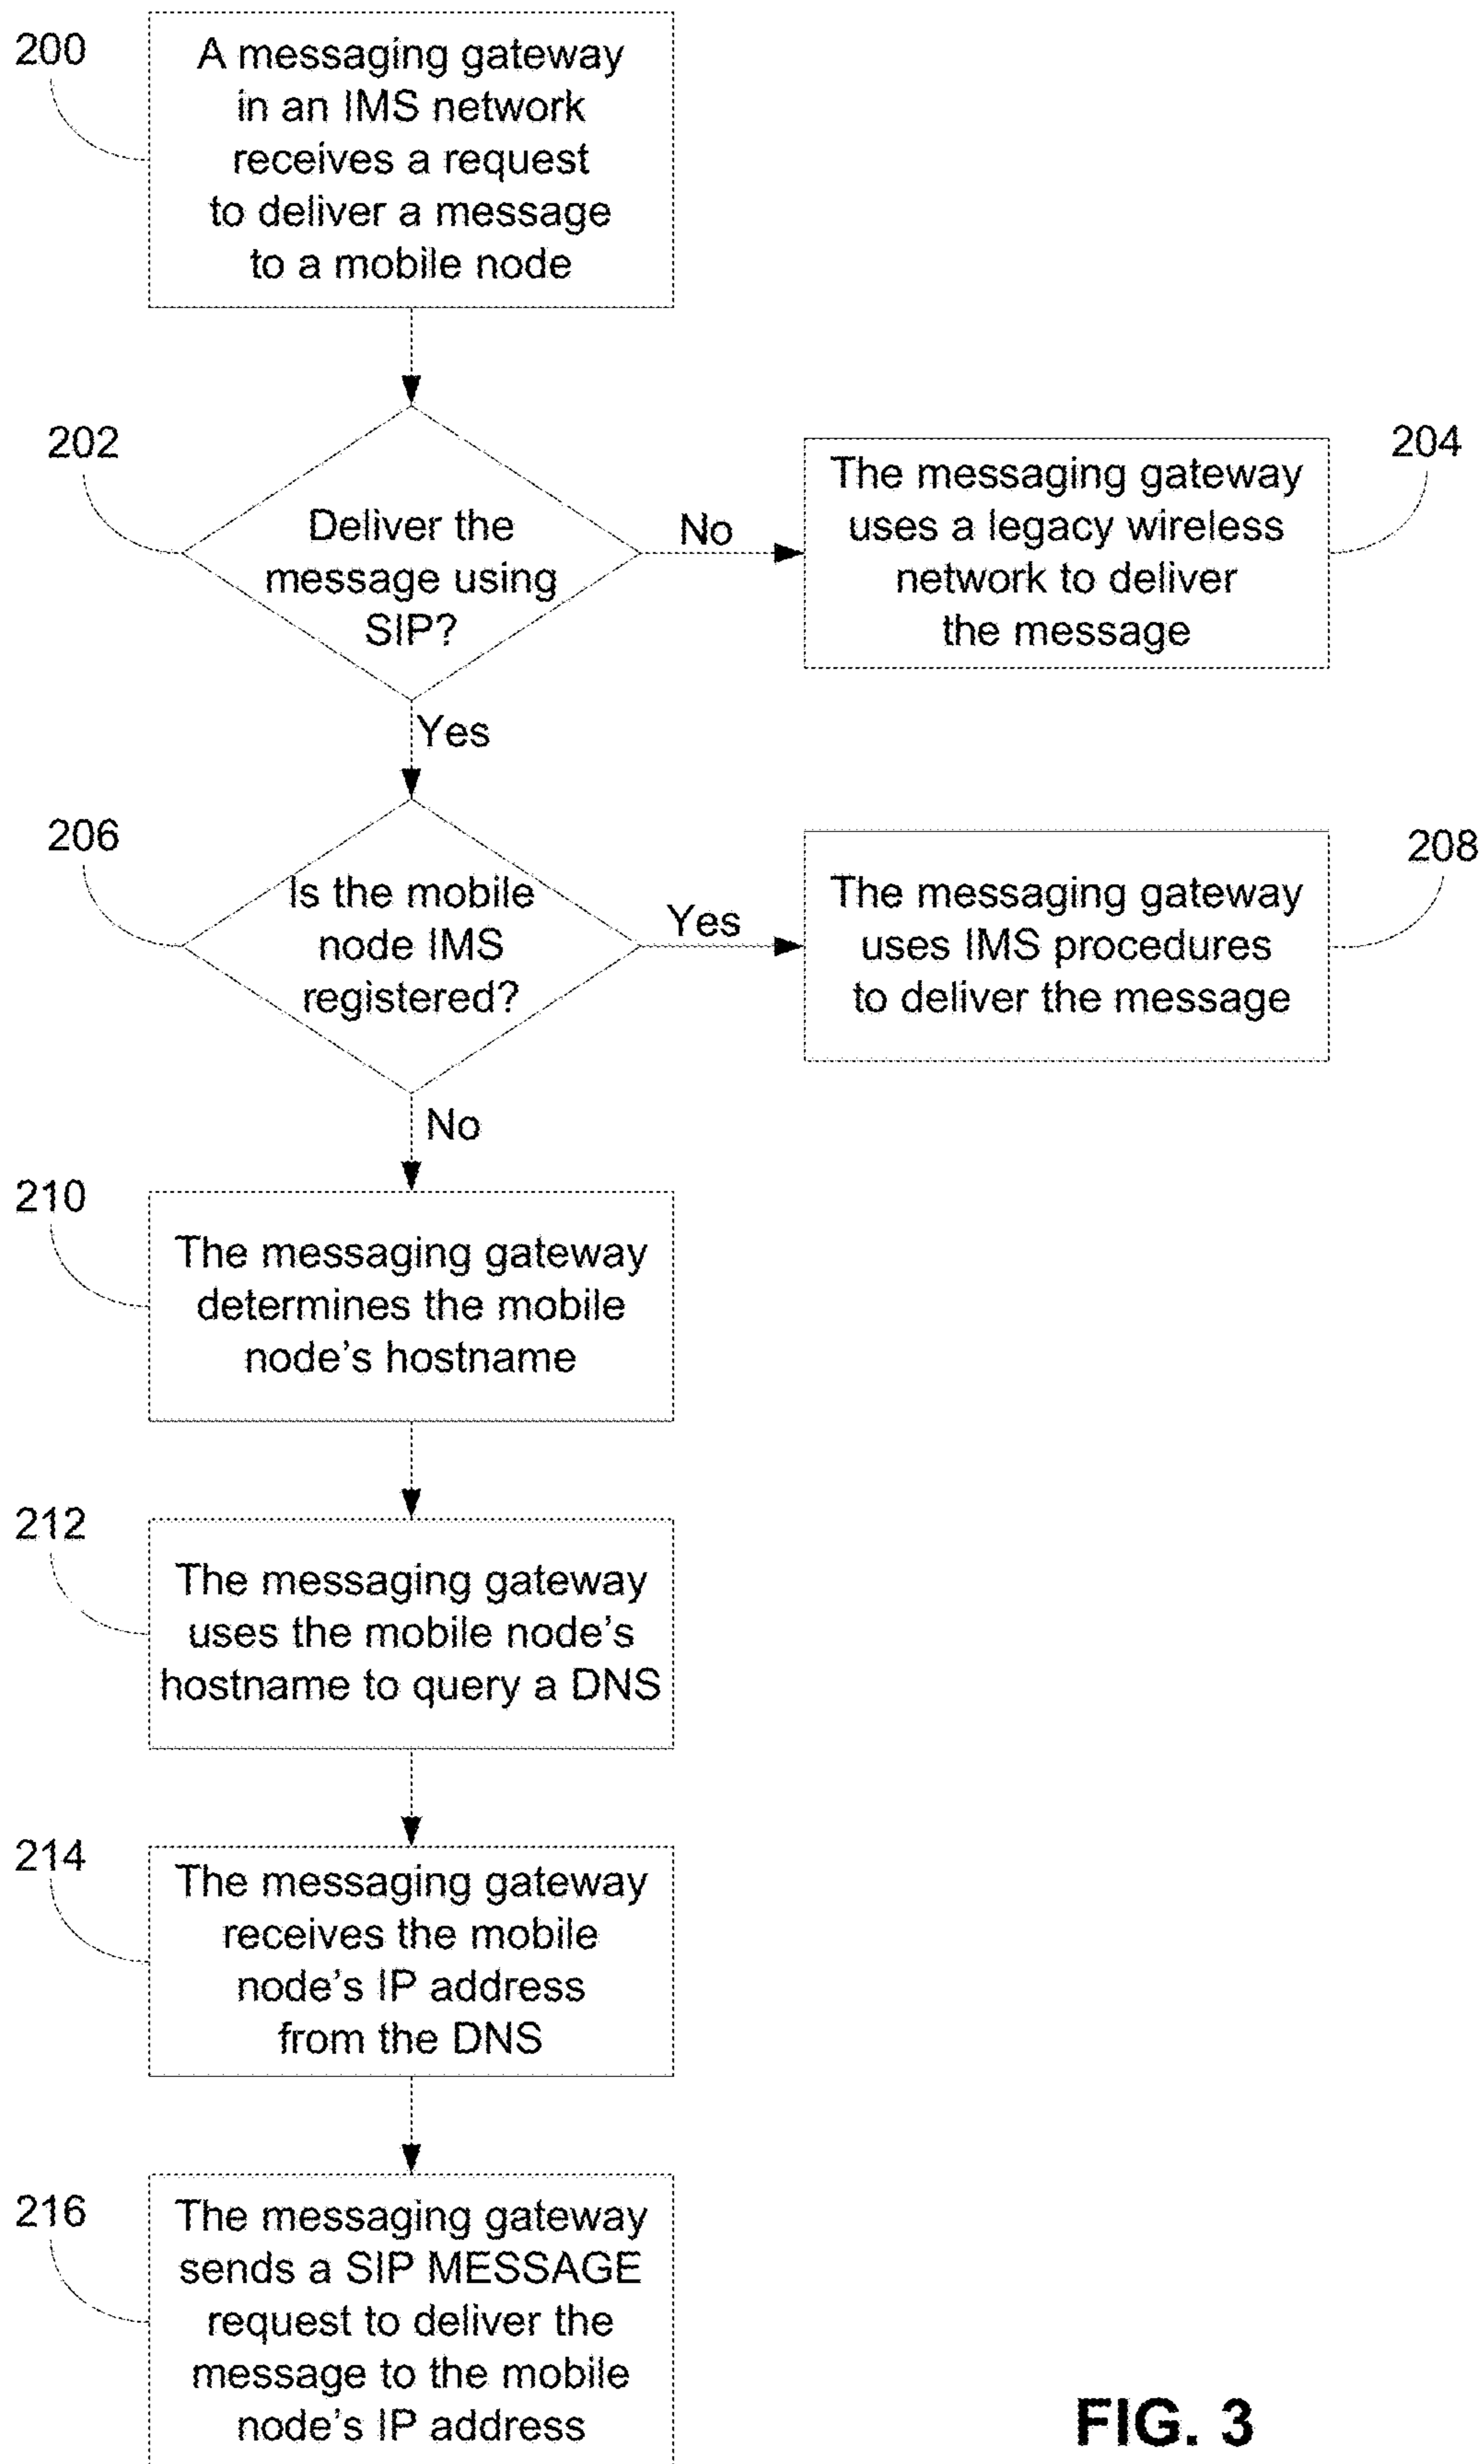 200
A messaging gateway
in an IMS network
receives a request
to deliver a message
to a mobile node
202
Deliver the
message using
SIP?
No
204
The messaging gateway
uses a legacy wireless
network to deliver
the message
Yes
206
Is the mobile
node IMS
registered?
Yes
208
The messaging gateway
uses IMS procedures
to deliver the message
No
210
The messaging gateway
determines the mobile
node's hostname
212
The messaging gateway
uses the mobile node's
hostname to query a DNS
214
The messaging gateway
receives the mobile
node's IP address
from the DNS
216
The messaging gateway
sends a SIP MESSAGE
request to deliver the
message to the mobile
node's IP address
FIG. 3